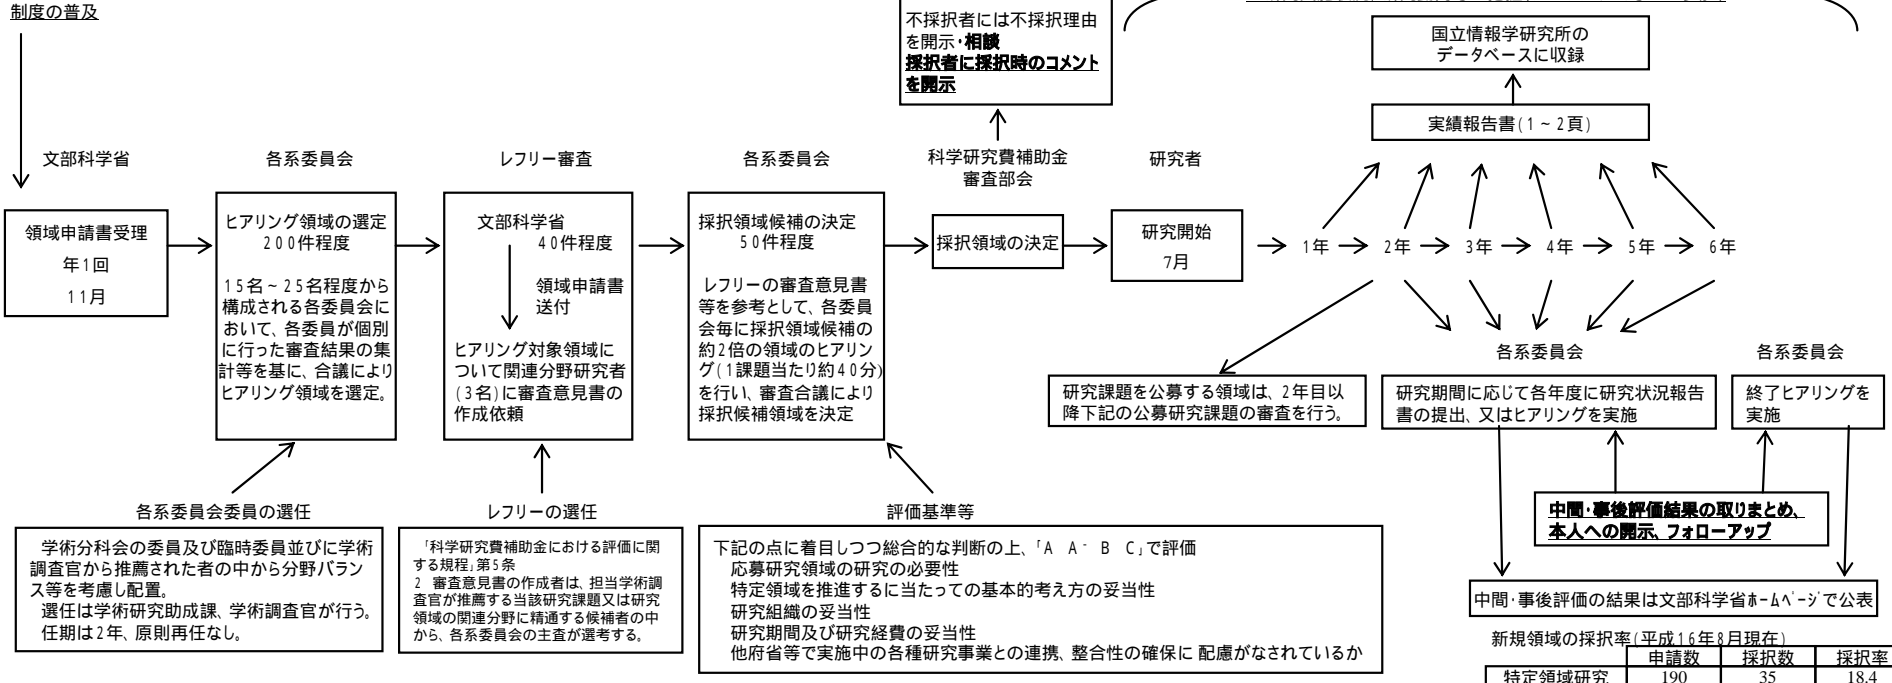 制度の普及
不採択者には不採択理由
を開示・相談
採択者に採択時のコメント
を開示
国立情報学研究所の
データベースに収録
実績報告書(1~2頁)
文部科学省
各系委員会
レフリー審査
各系委員会
科学研究費補助金
審査部会
研究者
領域申請書受理
年1回
11月
ヒアリング領域の選定
200件程度
15名~25名程度から
構成される各委員会に
おいて、各委員が個別
に行った審査結果の集
計等を基に、合議により
ヒアリング領域を選定。
文部科学省
40件程度
領域申請書
送付
ヒアリング対象領域に
ついて関連分野研究者
(3名)に審査意見書の
作成依頼
採択領域候補の決定
50件程度
レフリーの審査意見書
等を参考として、各委員
会毎に採択領域候補の
約2倍の領域のヒアリン
グ(1課題当たり約40分)
を行い、審査合議により
採択候補領域を決定
採択領域の決定
研究開始
7月
1年
2年
3年
4年
5年
6年
各系委員会
各系委員会
研究課題を公募する領域は、2年目以
降下記の公募研究課題の審査を行う。
研究期間に応じて各年度に研究状況報告
書の提出、又はヒアリングを実施
終了ヒアリングを
実施
各系委員会委員の選任
レフリーの選任
評価基準等
学術分科会の委員及び臨時委員並びに学術
調査官から推薦された者の中から分野バラン
ス等を考慮し配置。
選任は学術研究助成課、学術調査官が行う。
任期は2年、原則再任なし。
「科学研究費補助金における評価に関
する規程」第5条
2 審査意見書の作成者は、担当学術調
査官が推薦する当該研究課題又は研究
領域の関連分野に精通する候補者の中
から、各系委員会の主査が選考する。
下記の点に着目しつつ総合的な判断の上、「A A- B C」で評価
応募研究領域の研究の必要性
特定領域を推進するに当たっての基本的考え方の妥当性
研究組織の妥当性
研究期間及び研究経費の妥当性
他府省等で実施中の各種研究事業との連携、整合性の確保に 配慮がなされているか
中間・事後評価結果の取りまとめ、
本人への開示、フォローアップ
中間・事後評価の結果は文部科学省ホームページで公表
新規領域の採択率(平成16年8月現在)
申請数 採択数 採択率
特定領域研究 190 35 18.4